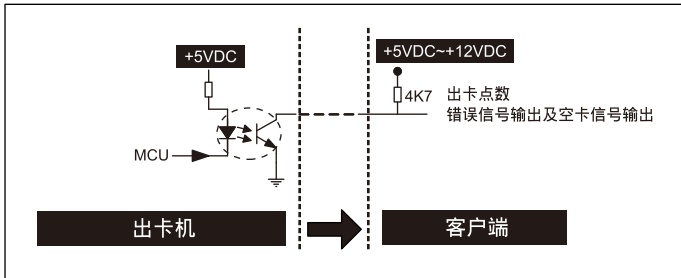 +5VDC
+5VDC~+12VDC
4K7
出卡点数
错误信号输出及空卡信号输出
MCU
出卡机
客户端